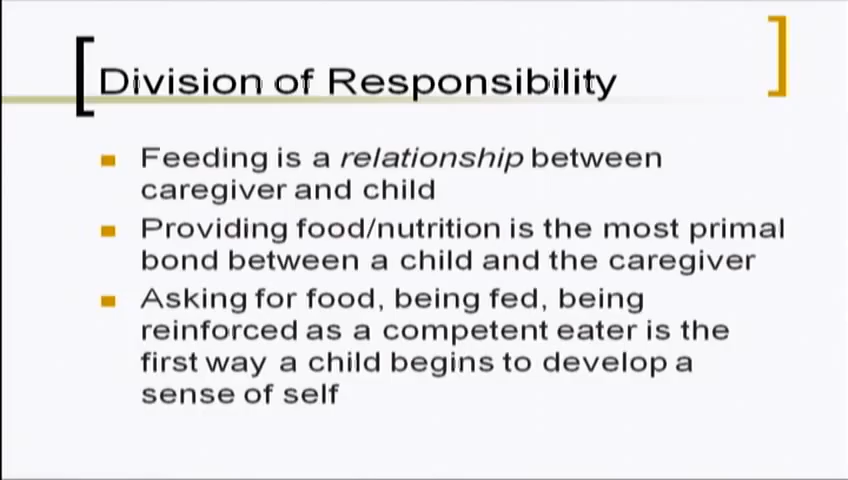 Division of Responsibility
Feeding is a relationship between
caregiver and child
Providing food/nutrition is the most primal
bond between a child and the caregiver
Asking for food, being fed, being
reinforced as a competent eater is the
first way a child begins to develop a
sense of self